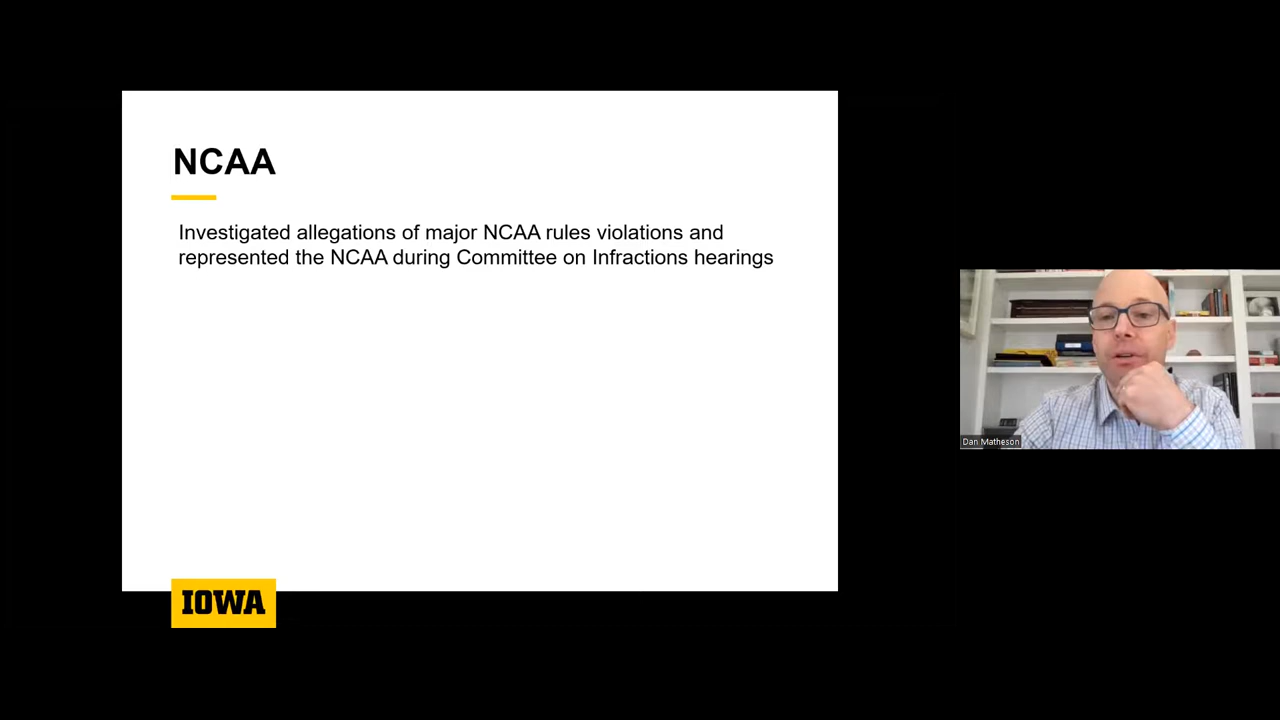 NCAA
Investigated allegations of major NCAA rules violations and
represented the NCAA during Committee on Infractions hearings
IOWA
Dan Matheson